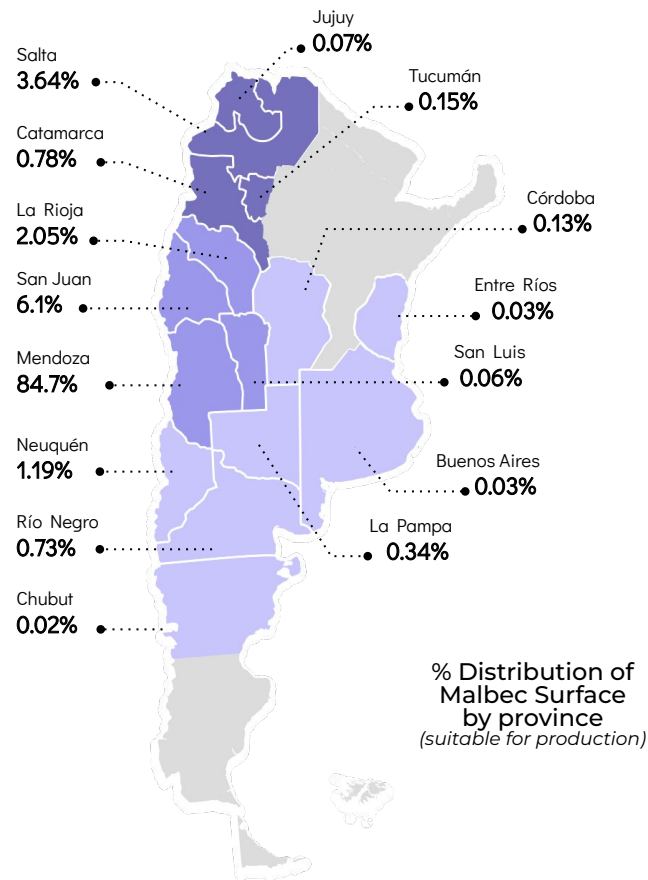 Jujuy
0.07%
Salta
3.64%
Tucumán
0.15%
Catamarca
0.78%
Córdoba
0.13%
La Rioja
2.05%
San Juan
6.1%
Entre Ríos
0.03%
Mendoza
84.7%
San Luis
0.06%
Neuquén
1.19%
Buenos Aires
0.03%
Río Negro
0.73%
La Pampa
0.34%
Chubut
0.02%
% Distribution of
Malbec Surface
by province
(suitable for production)